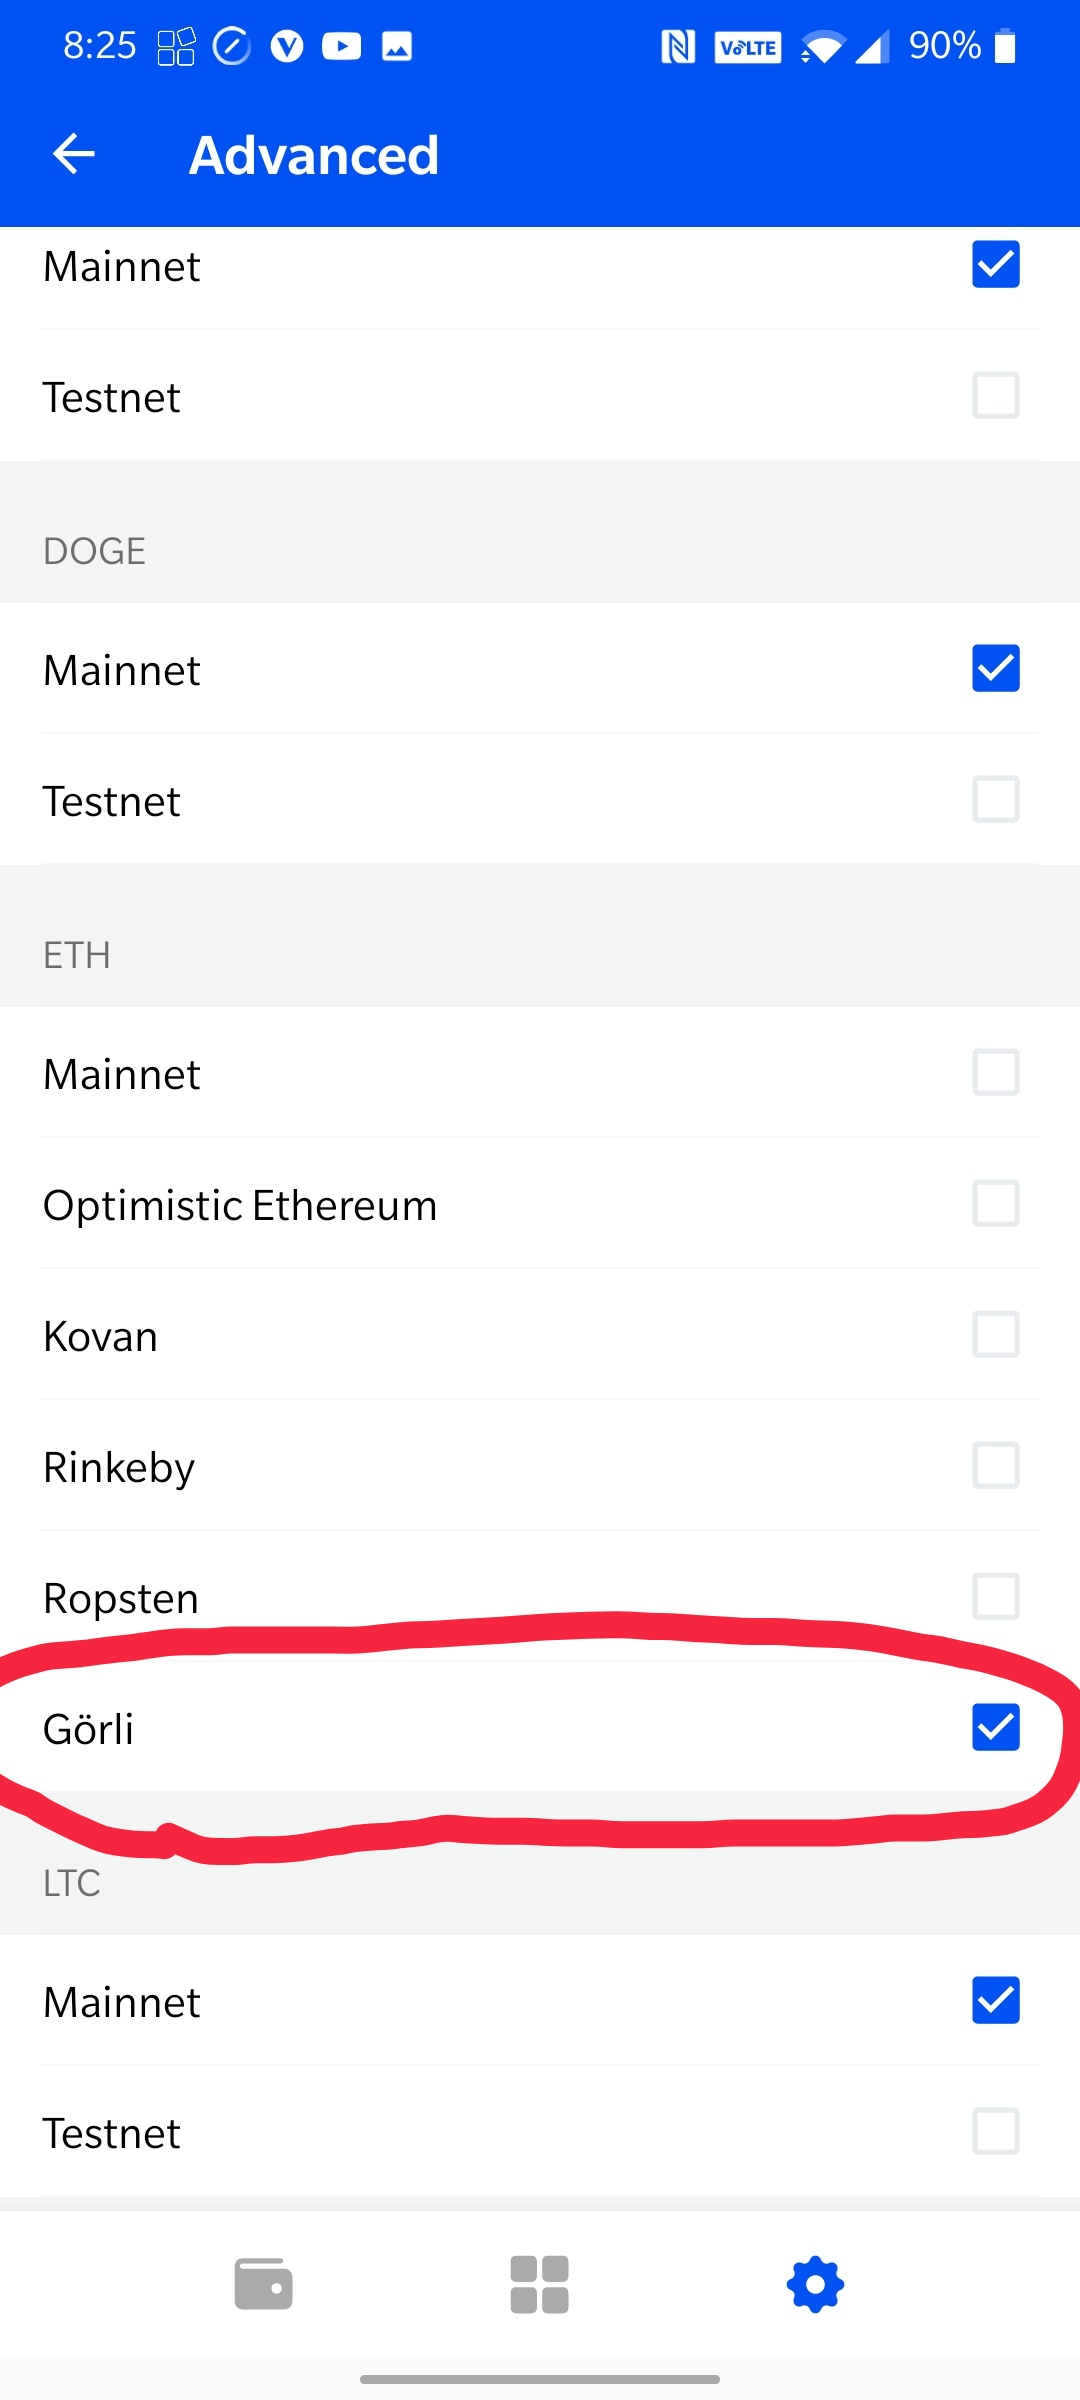 8:25 VoLTE 90%
Advanced
Mainnet
Testnet
DOGE
Mainnet
Testnet
ETH
Mainnet
Optimistic Ethereum
Kovan
Rinkeby
Ropsten
Görli
LTC
Mainnet
Testnet